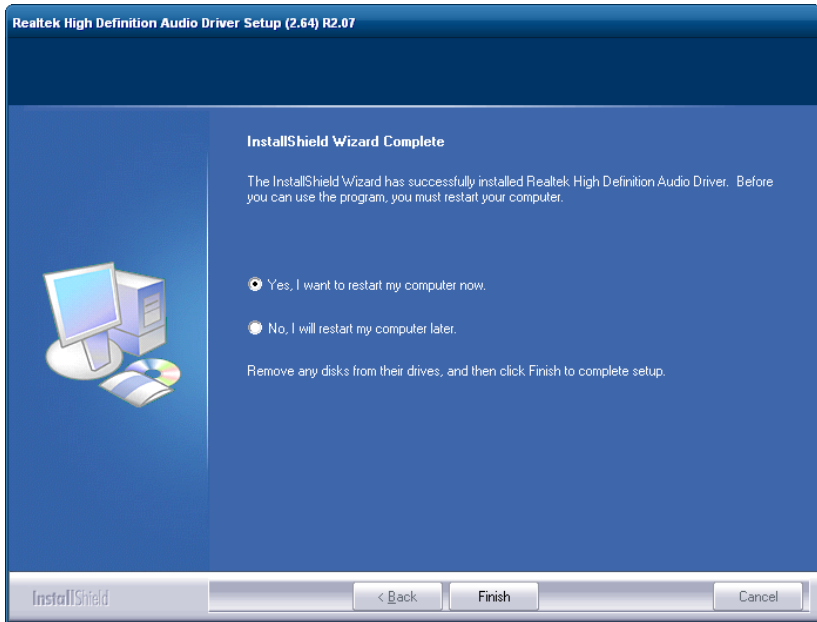 Realtek High Definition Audio Driver Setup (2.64) R2.07
InstallShield Wizard Complete
The InstallShield Wizard has successfully installed Realtek High Definition Audio Driver. Before
you can use the program, you must restart your computer.
Yes, I want to restart my computer now.
No, I will restart my computer later.
Remove any disks from their drives, and then click Finish to complete setup.
InstallShield
< Back
Finish
Cancel